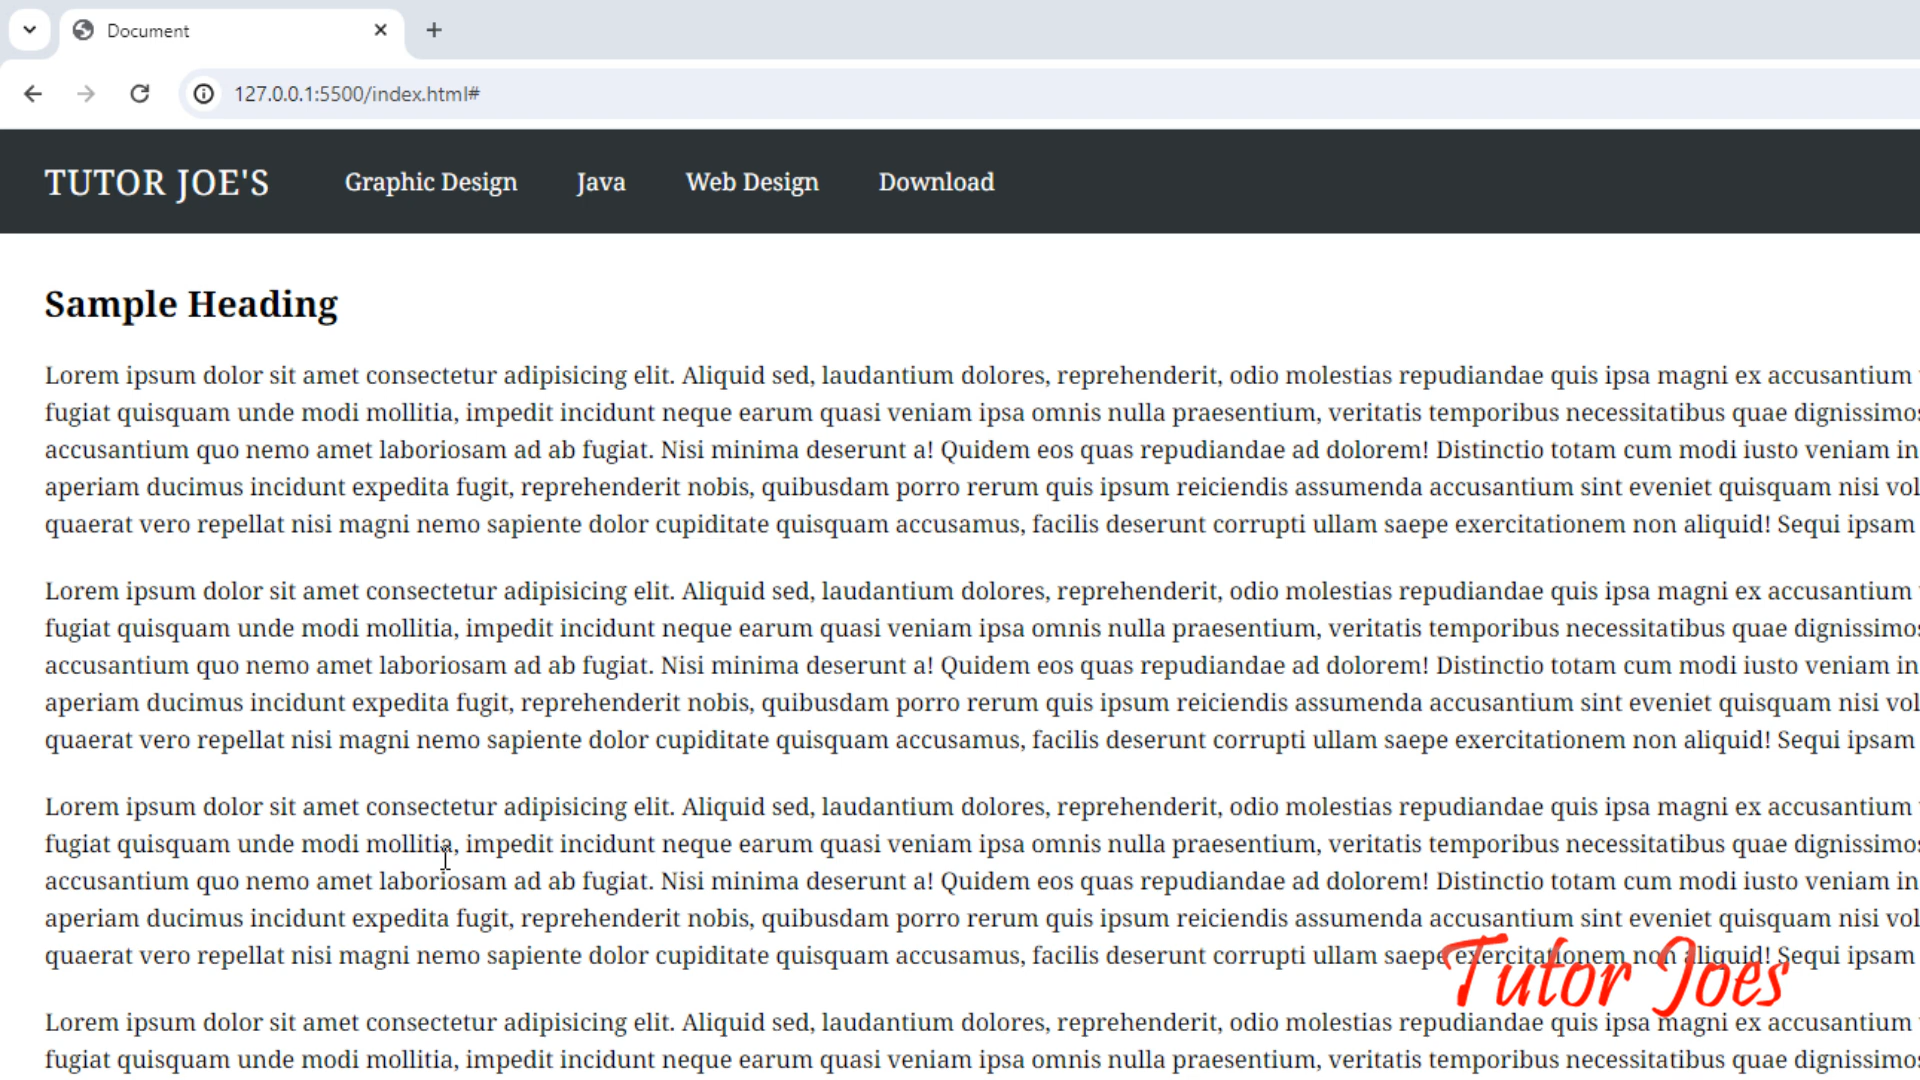 Document
127.0.0.1:5500/index.html#
TUTOR JOE'S Graphic Design Java Web Design Download
Sample Heading
Lorem ipsum dolor sit amet consectetur adipisicing elit. Aliquid sed, laudantium dolores, reprehenderit, odio molestias repudiandae quis ipsa magni ex accusantium
fugiat quisquam unde modi mollitia, impedit incidunt neque earum quasi veniam ipsa omnis nulla praesentium, veritatis temporibus necessitatibus quae dignissimos
accusantium quo nemo amet laboriosam ad ab fugiat. Nisi minima deserunt a! Quidem eos quas repudiandae ad dolorem! Distinctio totam cum modi iusto veniam in
aperiam ducimus incidunt expedita fugit, reprehenderit nobis, quibusdam porro rerum quis ipsum reiciendis assumenda accusantium sint eveniet quisquam nisi vol
quaerat vero repellat nisi magni nemo sapiente dolor cupiditate quisquam accusamus, facilis deserunt corrupti ullam saepe exercitationem non aliquid! Sequi ipsam
Lorem ipsum dolor sit amet consectetur adipisicing elit. Aliquid sed, laudantium dolores, reprehenderit, odio molestias repudiandae quis ipsa magni ex accusantium
fugiat quisquam unde modi mollitia, impedit incidunt neque earum quasi veniam ipsa omnis nulla praesentium, veritatis temporibus necessitatibus quae dignissimos
accusantium quo nemo amet laboriosam ad ab fugiat. Nisi minima deserunt a! Quidem eos quas repudiandae ad dolorem! Distinctio totam cum modi iusto veniam in
aperiam ducimus incidunt expedita fugit, reprehenderit nobis, quibusdam porro rerum quis ipsum reiciendis assumenda accusantium sint eveniet quisquam nisi vol
quaerat vero repellat nisi magni nemo sapiente dolor cupiditate quisquam accusamus, facilis deserunt corrupti ullam saepe exercitationem non aliquid! Sequi ipsam
Lorem ipsum dolor sit amet consectetur adipisicing elit. Aliquid sed, laudantium dolores, reprehenderit, odio molestias repudiandae quis ipsa magni ex accusantium
fugiat quisquam unde modi mollitia, impedit incidunt neque earum quasi veniam ipsa omnis nulla praesentium, veritatis temporibus necessitatibus quae dignissimos
accusantium quo nemo amet laboriosam ad ab fugiat. Nisi minima deserunt a! Quidem eos quas repudiandae ad dolorem! Distinctio totam cum modi iusto veniam in
aperiam ducimus incidunt expedita fugit, reprehenderit nobis, quibusdam porro rerum quis ipsum reiciendis assumenda accusantium sint eveniet quisquam nisi vol
quaerat vero repellat nisi magni nemo sapiente dolor cupiditate quisquam accusamus, facilis deserunt corrupti ullam saepe exercitationem non aliquid! Sequi ipsam
Tutor Joes
Lorem ipsum dolor sit amet consectetur adipisicing elit. Aliquid sed, laudantium dolores, reprehenderit, odio molestias repudiandae quis ipsa magni ex accusantium
fugiat quisquam unde modi mollitia, impedit incidunt neque earum quasi veniam ipsa omnis nulla praesentium, veritatis temporibus necessitatibus quae dignissimos